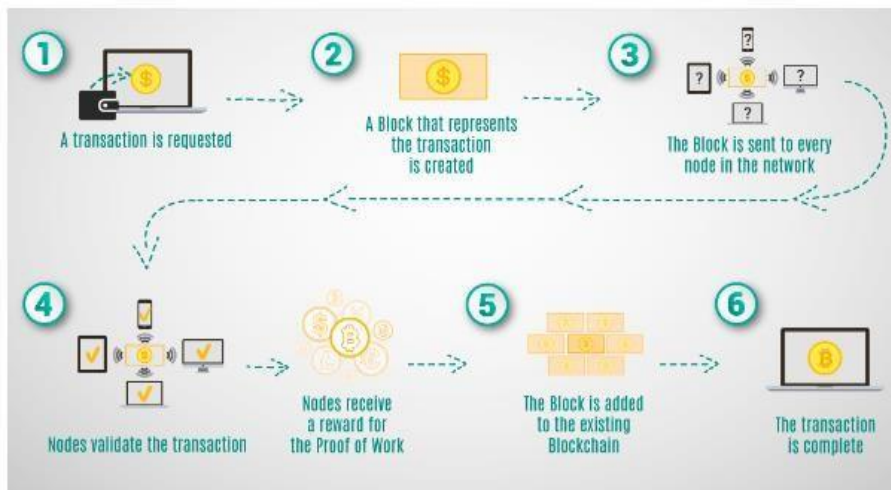 1
A transaction is requested
2
A Block that represents
the transaction
is created
3
$
$
$
?
?
?
?
The Block is sent to every
node in the network
4
$
Nodes validate the transaction
Nodes receive
a reward for
the Proof of Work
5
The Block is added
to the existing
Blockchain
6
The transaction
is complete